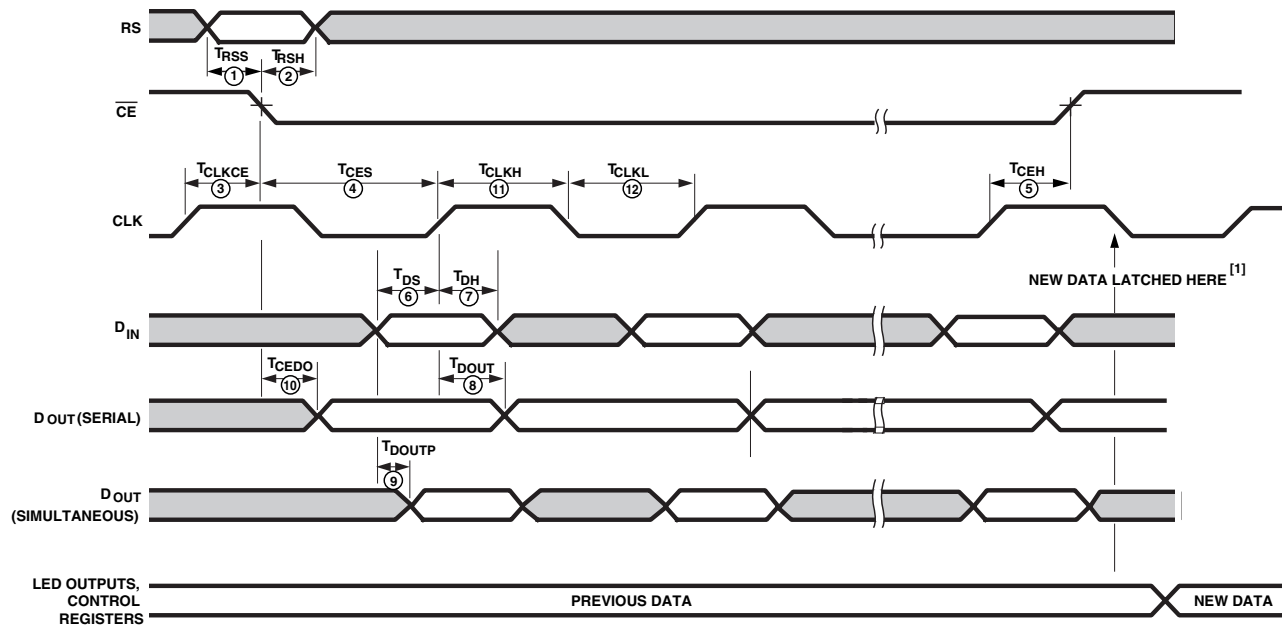 RS
TRSS
TRSH
1
2
CE
TCLKCE
TCES
TCLKH
TCLKL
TCEH
3
4
11
12
5
CLK
TDS
TDH
6
7
NEW DATA LATCHED HERE [1]
DIN
TCEDO
TDOUT
10
8
D OUT (SERIAL)
TDOUTP
9
D OUT
(SIMULTANEOUS)
LED OUTPUTS,
CONTROL
REGISTERS
PREVIOUS DATA
NEW DATA